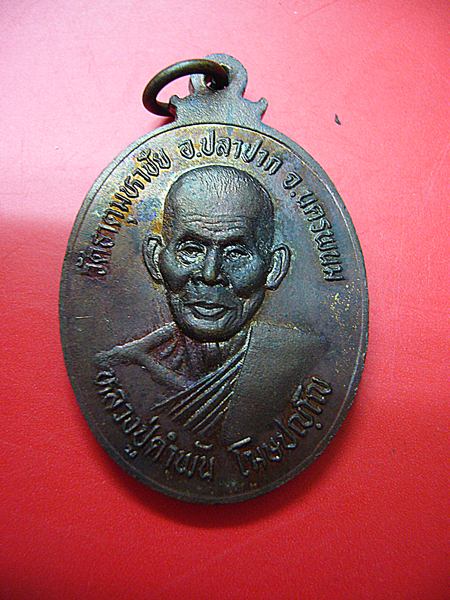 วัดธาตุมหาชัย อ.ปลาปาก จ.นครพนม
หลวงปู่คำพันธ์ โฆษปญฺโญ